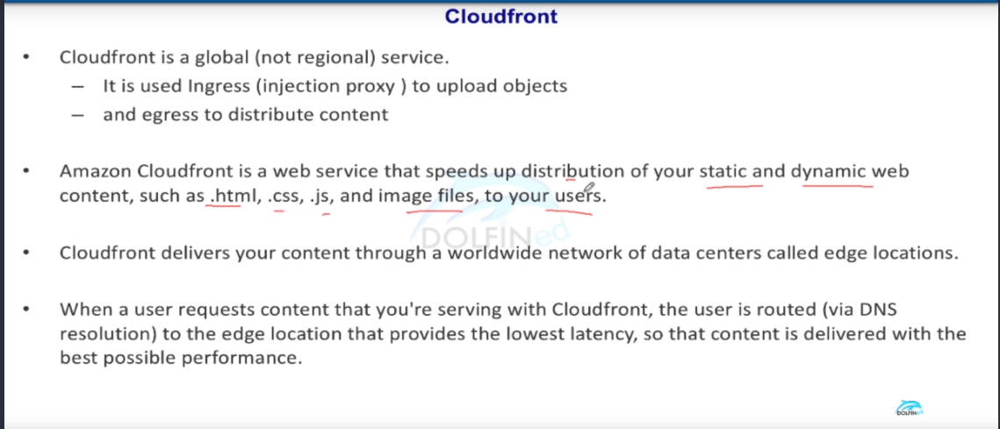 Cloudfront
• Cloudfront is a global (not regional) service.
– It is used Ingress (injection proxy ) to upload objects
– and egress to distribute content
• Amazon Cloudfront is a web service that speeds up distribution of your static and dynamic web
content, such as .html, .css, .js, and image files, to your users.
DOLFINed
• Cloudfront delivers your content through a worldwide network of data centers called edge locations.
• When a user requests content that you're serving with Cloudfront, the user is routed (via DNS
resolution) to the edge location that provides the lowest latency, so that content is delivered with the
best possible performance.
DOLFINed